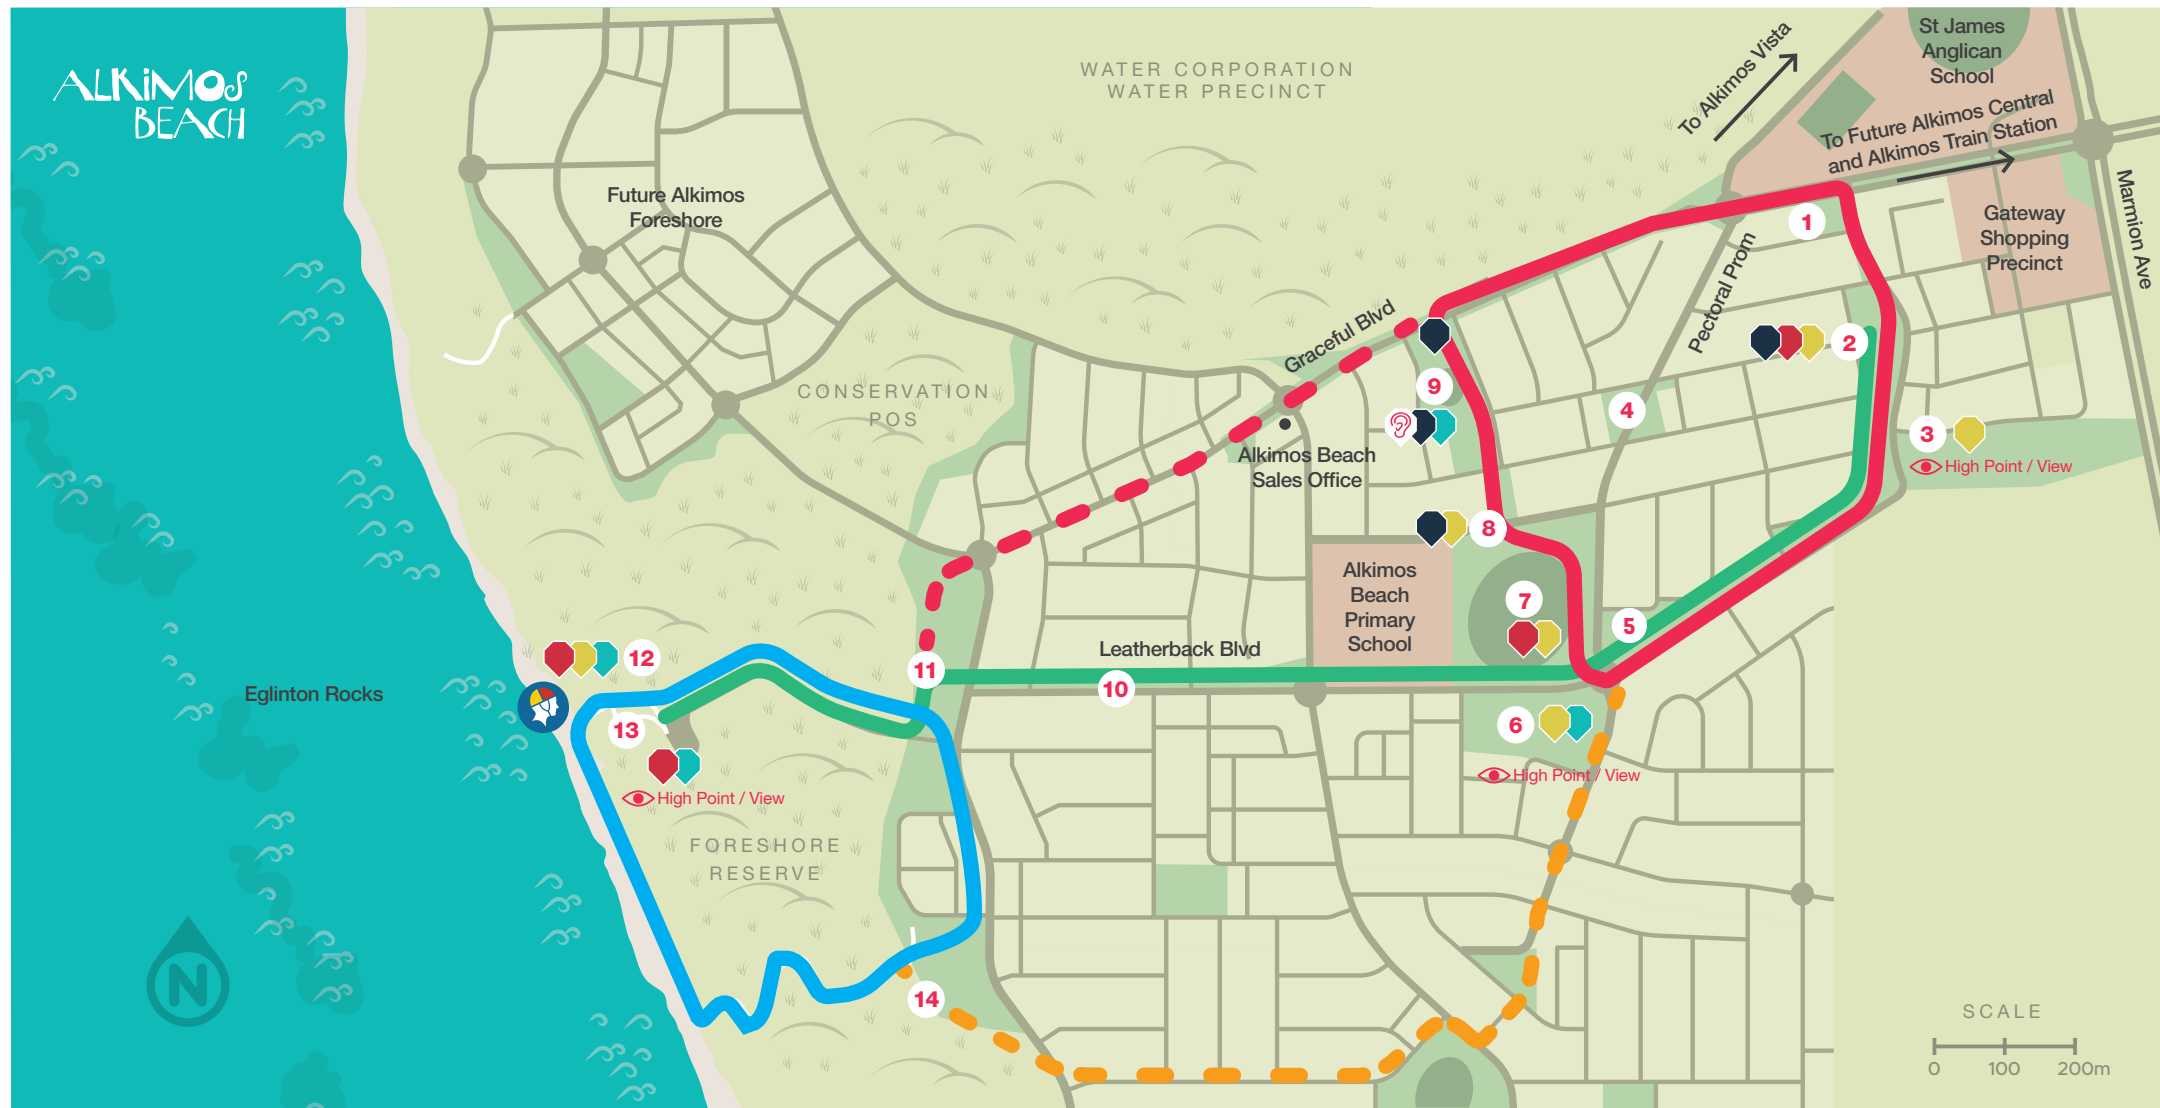 ALKiMOS
BEACH
WATER CORPORATION
WATER PRECINCT
To Alkimos Vista
St James
Anglican
School
To Future Alkimos Central
and Alkimos Train Station
Marmion Ave
Gateway
Shopping
Precinct
Future Alkimos
Foreshore
1
Pectoral Prom
Graceful Blvd
2
CONSERVATION
POS
9
4
3
High Point / View
Alkimos Beach
Sales Office
8
Alkimos
Beach
Primary
School
7
5
Leatherback Blvd
12
11
10
Eglinton Rocks
13
6
High Point / View
High Point / View
FORESHORE
RESERVE
N
14
SCALE
0 100 200m